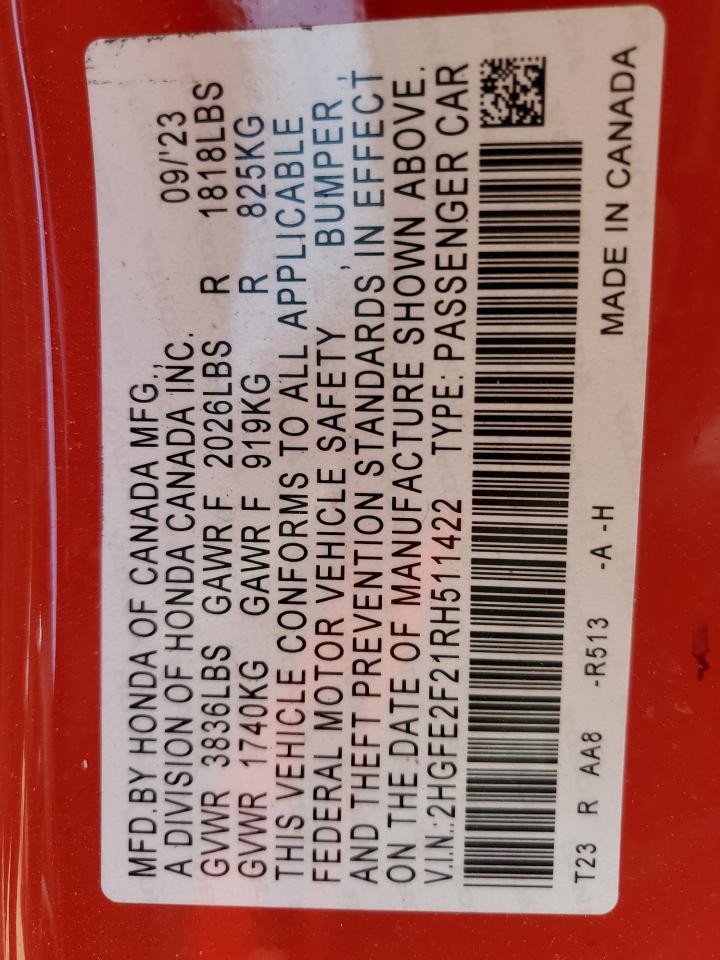 MFD.BY HONDA OF CANADA MFG., 09/'23
A DIVISION OF HONDA CANADA INC.
GVWR 3836LBS GAWR F 2026LBS R 1818LBS
GVWR 1740KG GAWR F 919KG R 825KG
THIS VEHICLE CONFORMS TO ALL APPLICABLE
FEDERAL MOTOR VEHICLE SAFETY , BUMPER ,
AND THEFT PREVENTION STANDARDS IN EFFECT
ON THE DATE OF MANUFACTURE SHOWN ABOVE.
V.I.N.:2HGFE2F21RH511422 TYPE: PASSENGER CAR
T23 R AA8 -R513 -A -H MADE IN CANADA